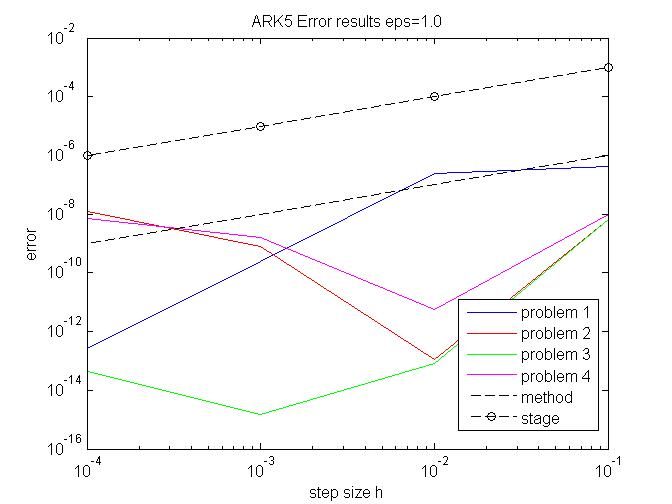 ARK5 Error results eps=1.0
10^-2
10^-4
10^-6
10^-8
10^-10
10^-12
10^-14
10^-16
error
problem 1
problem 2
problem 3
problem 4
method
stage
10^-4 10^-3 10^-2 10^-1
step size h